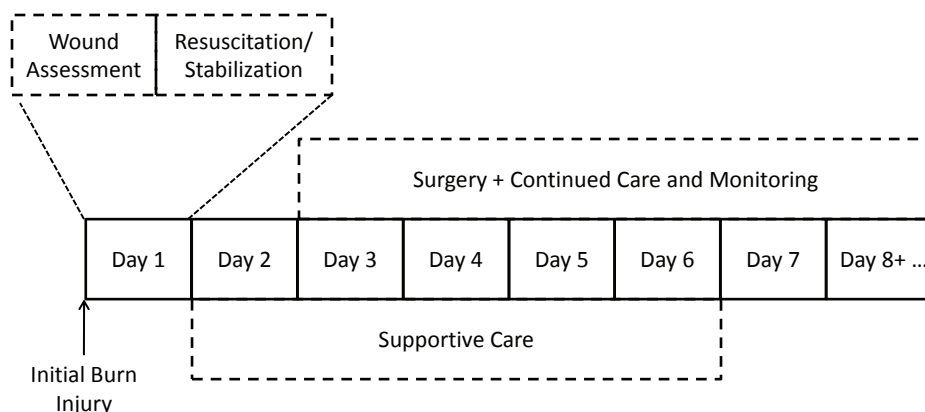 Wound
Assessment
Resuscitation/
Stabilization
Surgery + Continued Care and Monitoring
Day 1
Day 2
Day 3
Day 4
Day 5
Day 6
Day 7
Day 8+ ...
Supportive Care
Initial Burn
Injury